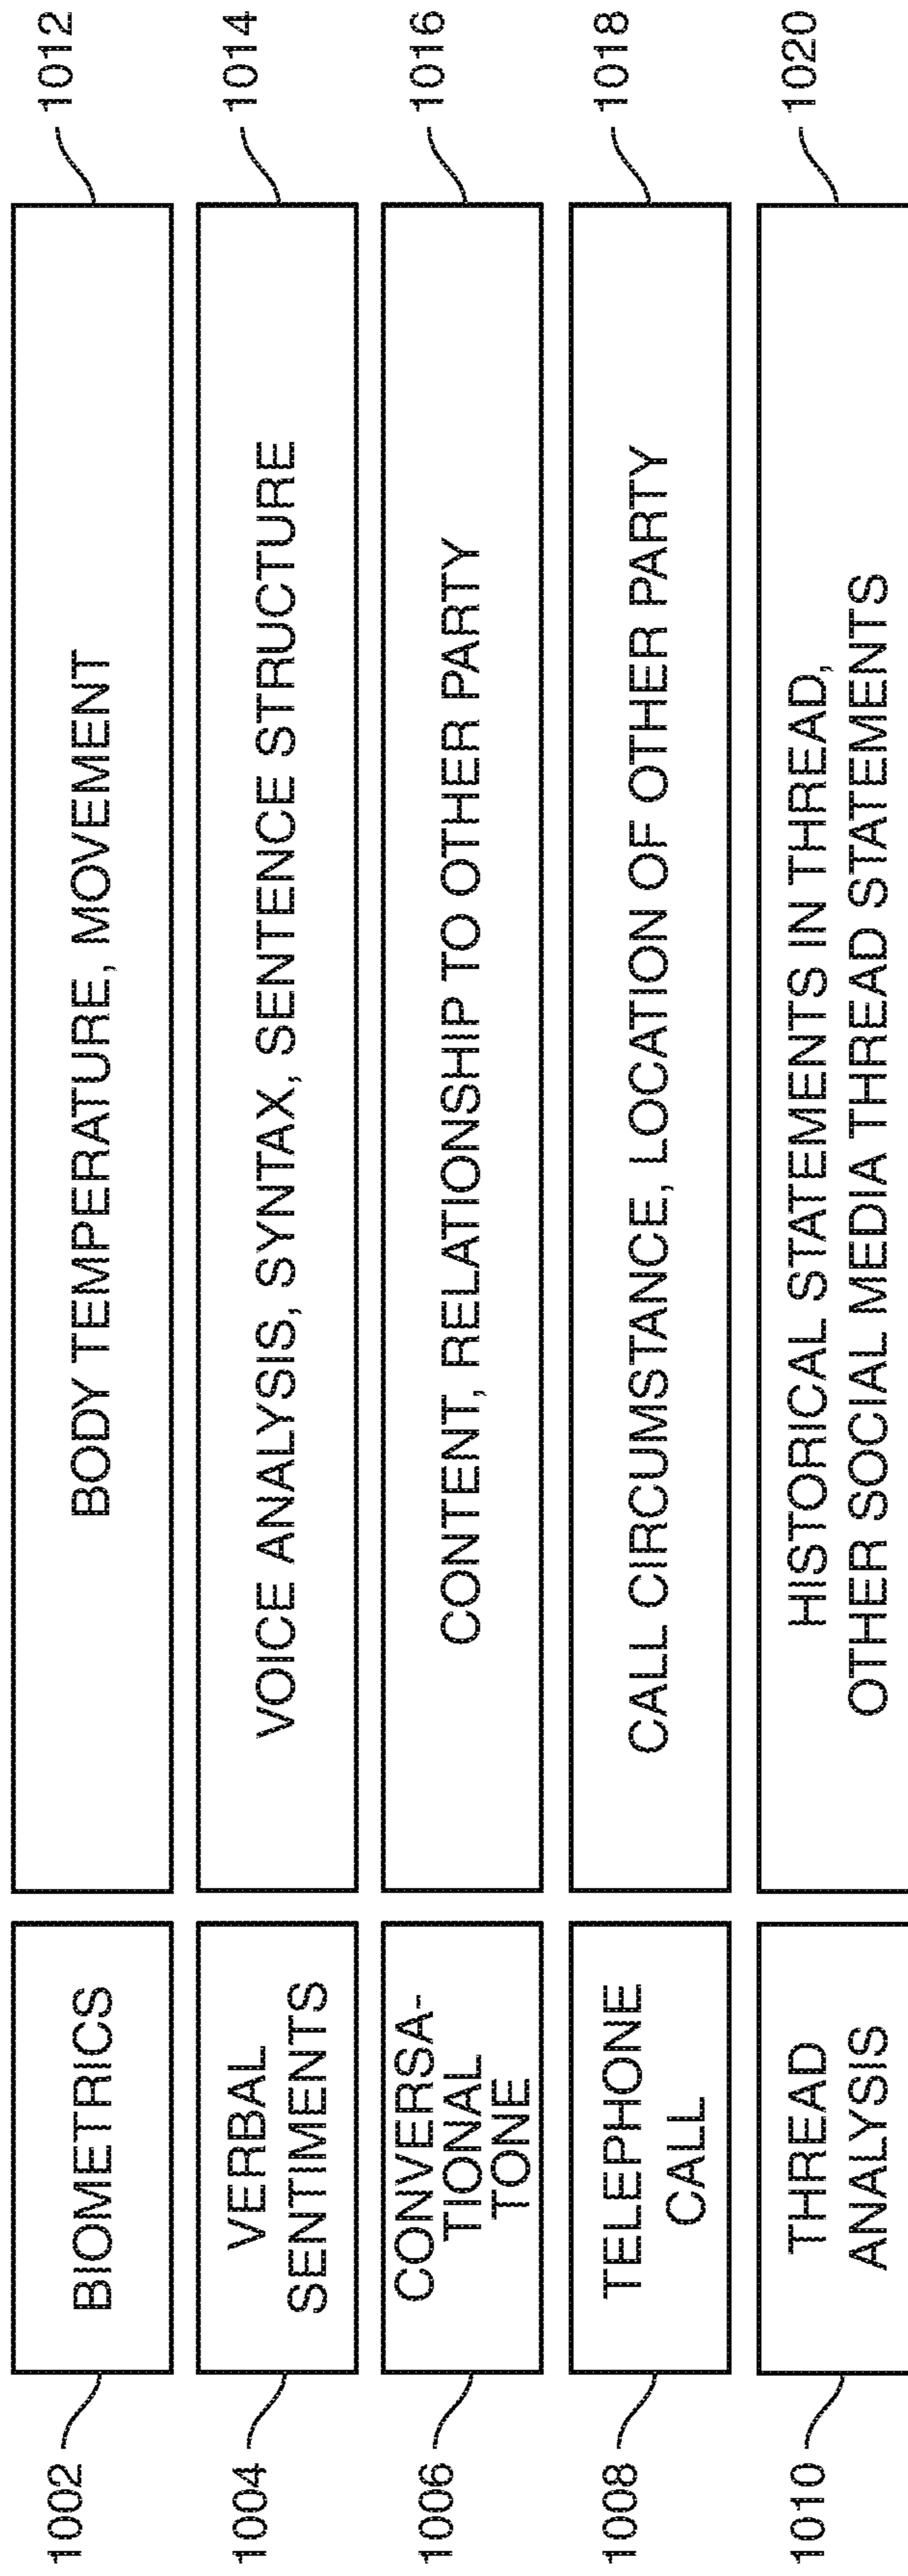 1002
BIOMETRICS
BODY TEMPERATURE, MOVEMENT
1012
1004
VERBAL
SENTIMENTS
VOICE ANALYSIS, SYNTAX, SENTENCE STRUCTURE
1014
1006
CONVERSA-
TIONAL
TONE
CONTENT, RELATIONSHIP TO OTHER PARTY
1016
1008
TELEPHONE
CALL
CALL CIRCUMSTANCE, LOCATION OF OTHER PARTY
1018
1010
THREAD
ANALYSIS
HISTORICAL STATEMENTS IN THREAD,
OTHER SOCIAL MEDIA THREAD STATEMENTS
1020